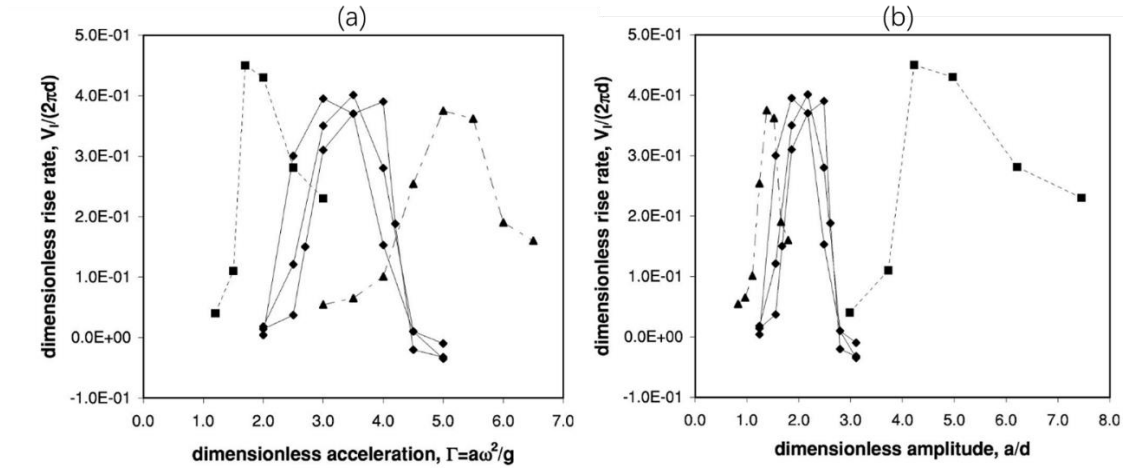 (a)
dimensionless rise rate, Vᵢ/(2πd)
5.0E-01
4.0E-01
3.0E-01
2.0E-01
1.0E-01
0.0E+00
-1.0E-01
0.0 1.0 2.0 3.0 4.0 5.0 6.0 7.0
dimensionless acceleration, Γ=aω²/g
(b)
dimensionless rise rate, Vᵢ/(2πd)
5.0E-01
4.0E-01
3.0E-01
2.0E-01
1.0E-01
0.0E+00
-1.0E-01
0.0 1.0 2.0 3.0 4.0 5.0 6.0 7.0 8.0
dimensionless amplitude, a/d